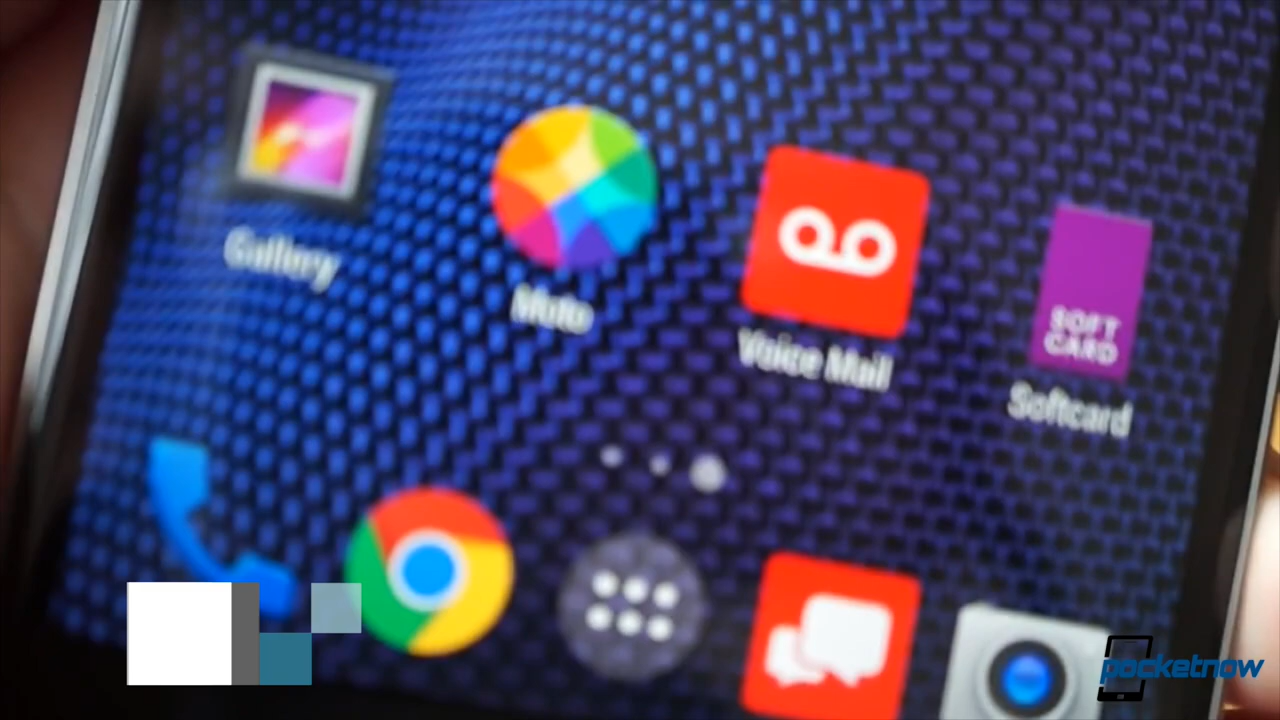 Gallery
Moto
Voice Mail
SOFT
CARD
Softcard
pocketnow